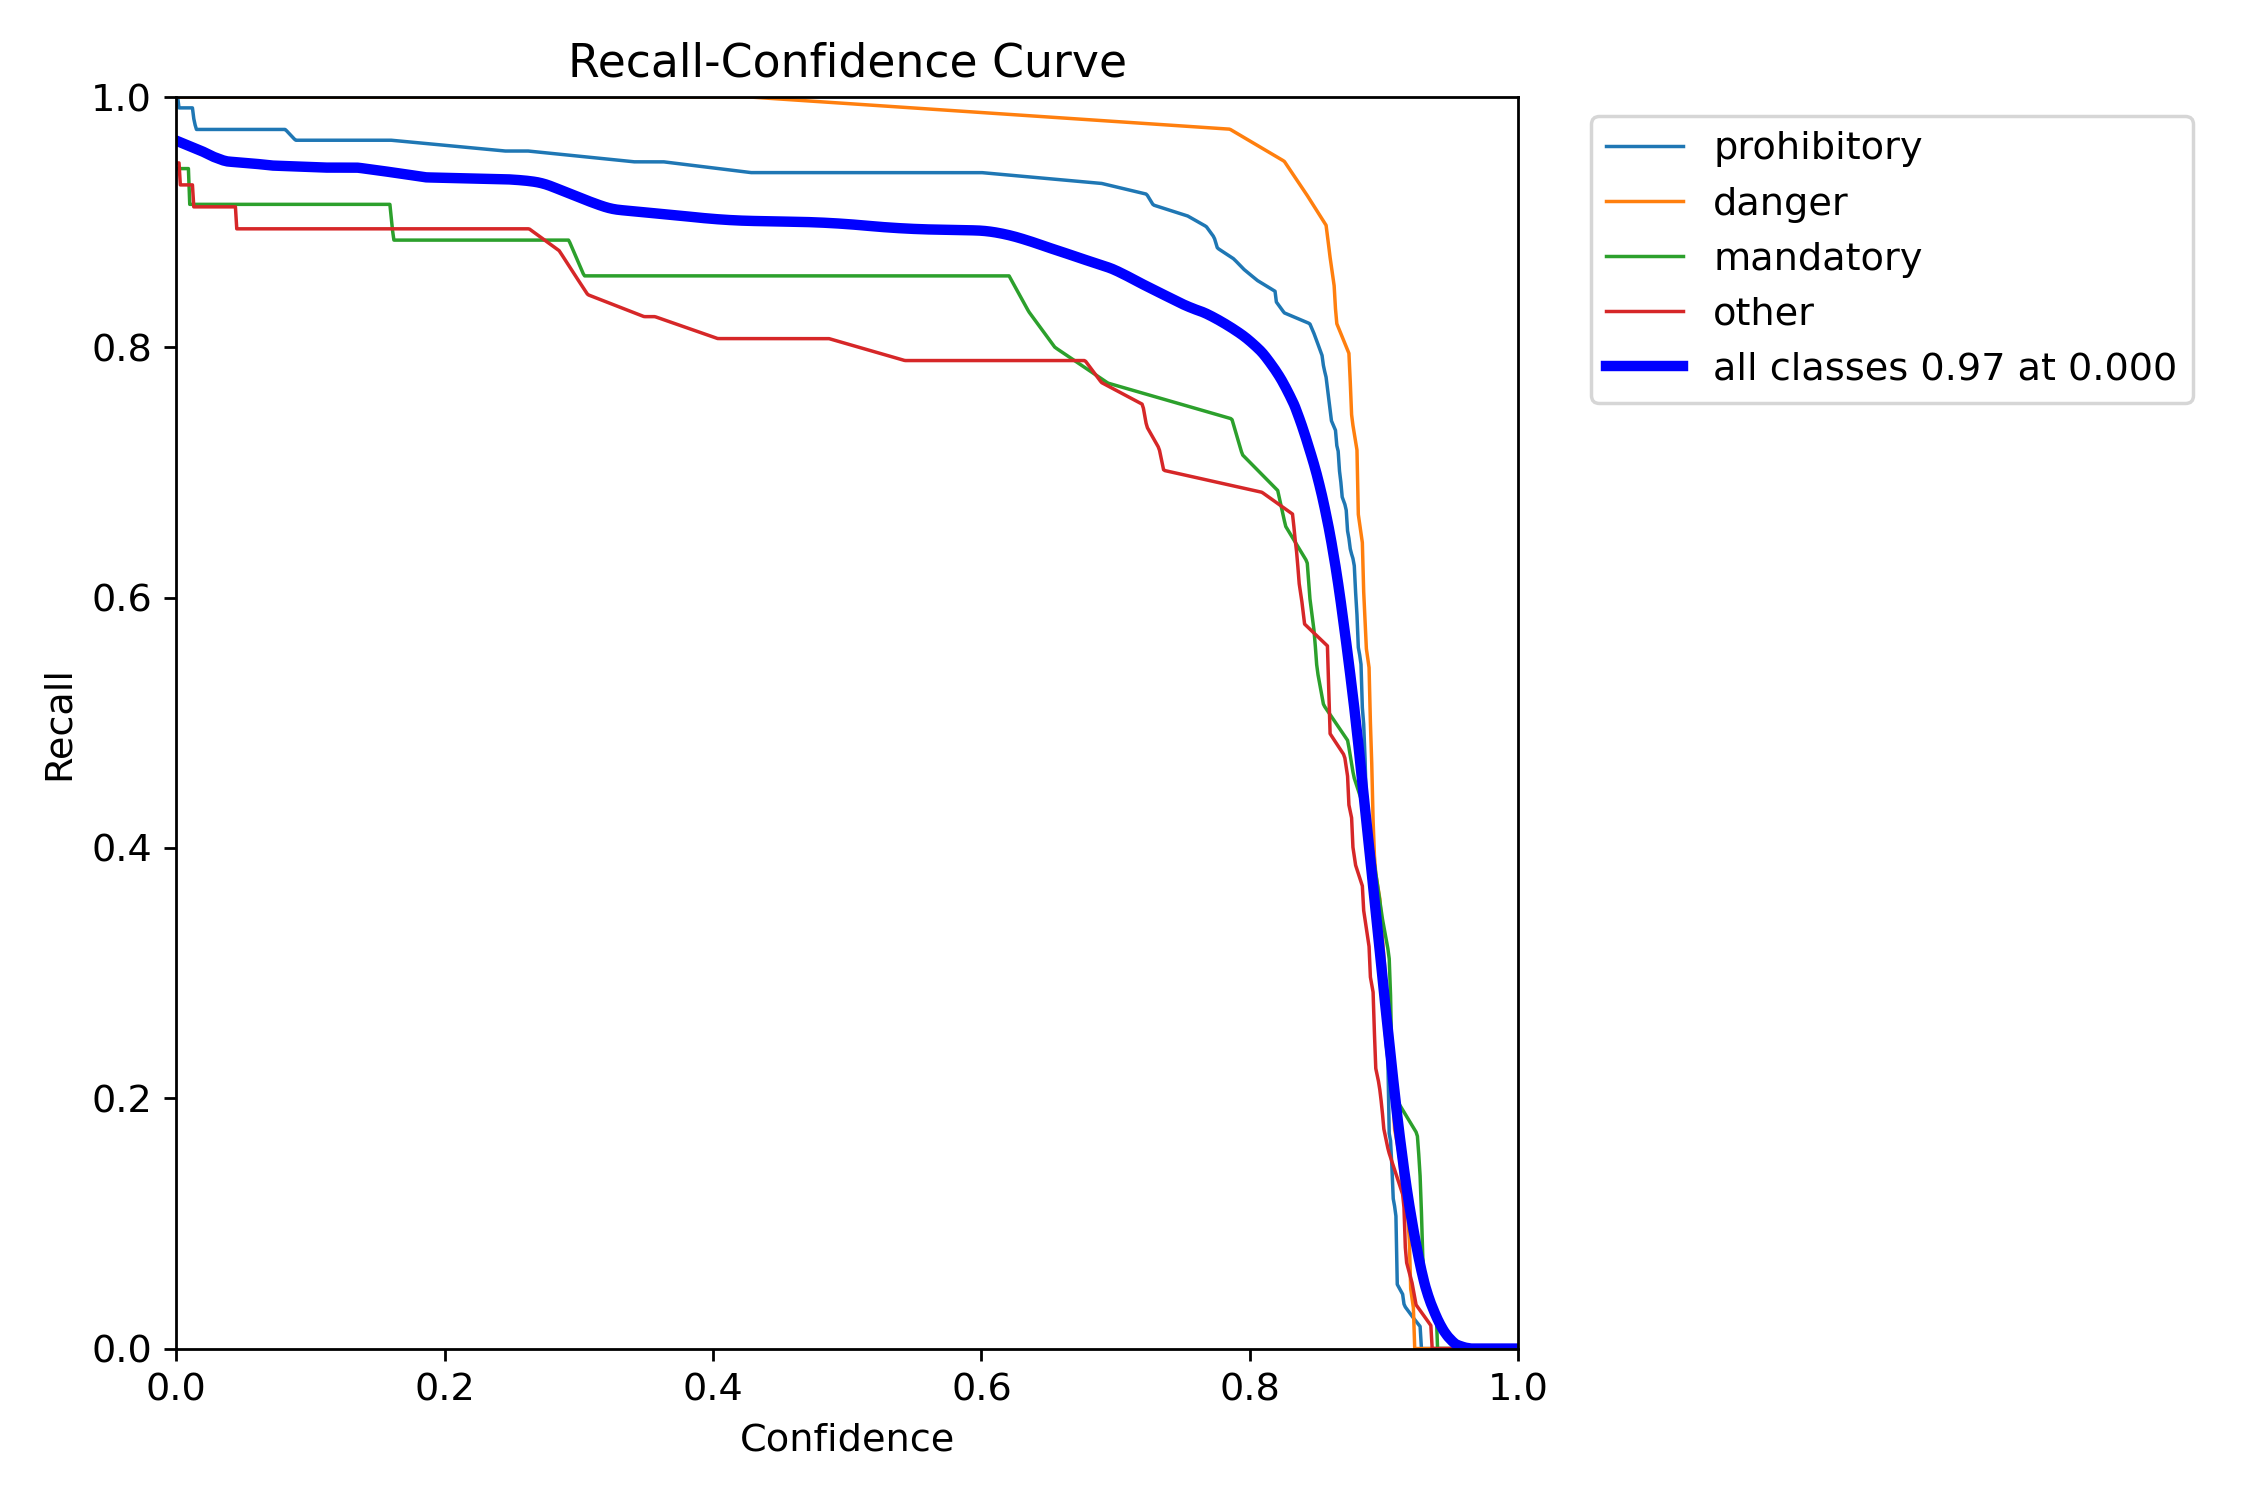 Recall-Confidence Curve
1.0
0.8
0.6
0.4
0.2
0.0
Recall
0.0 0.2 0.4 0.6 0.8 1.0
Confidence
prohibitory
danger
mandatory
other
all classes 0.97 at 0.000